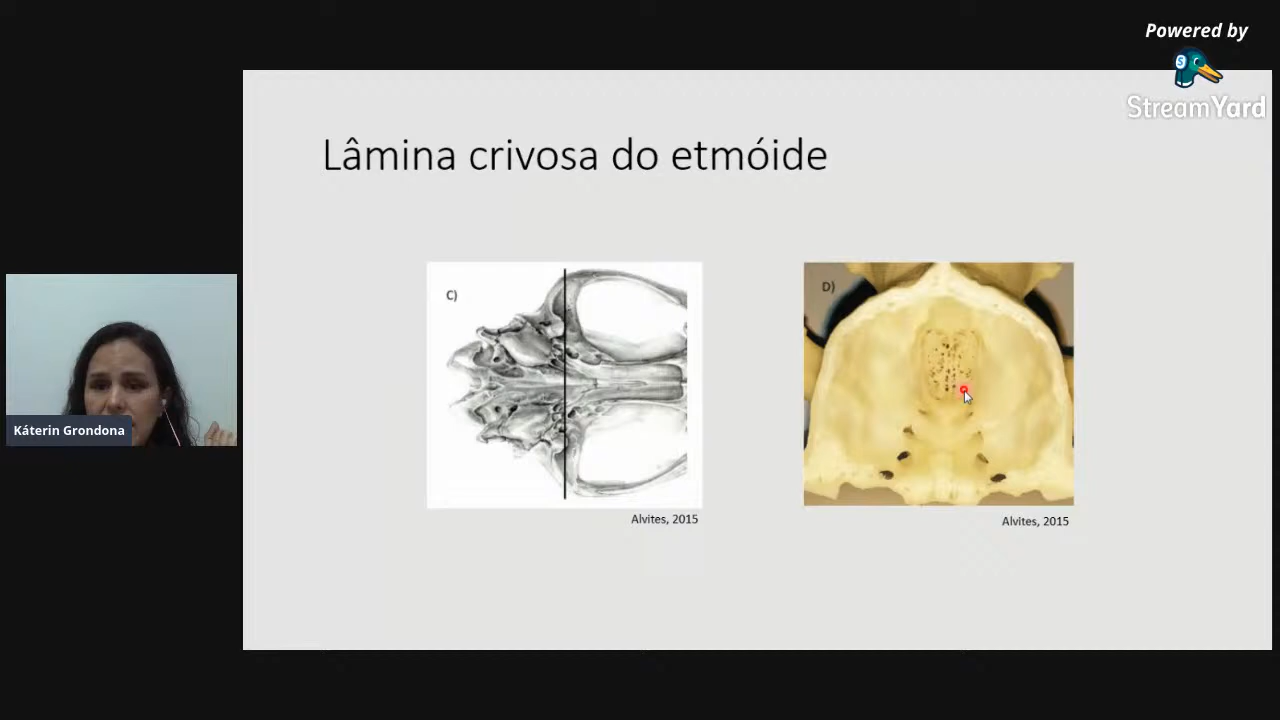 Powered by
StreamYard
Lâmina crivosa do etmóide
C)
D)
Alvites, 2015
Alvites, 2015
Káterin Grondona